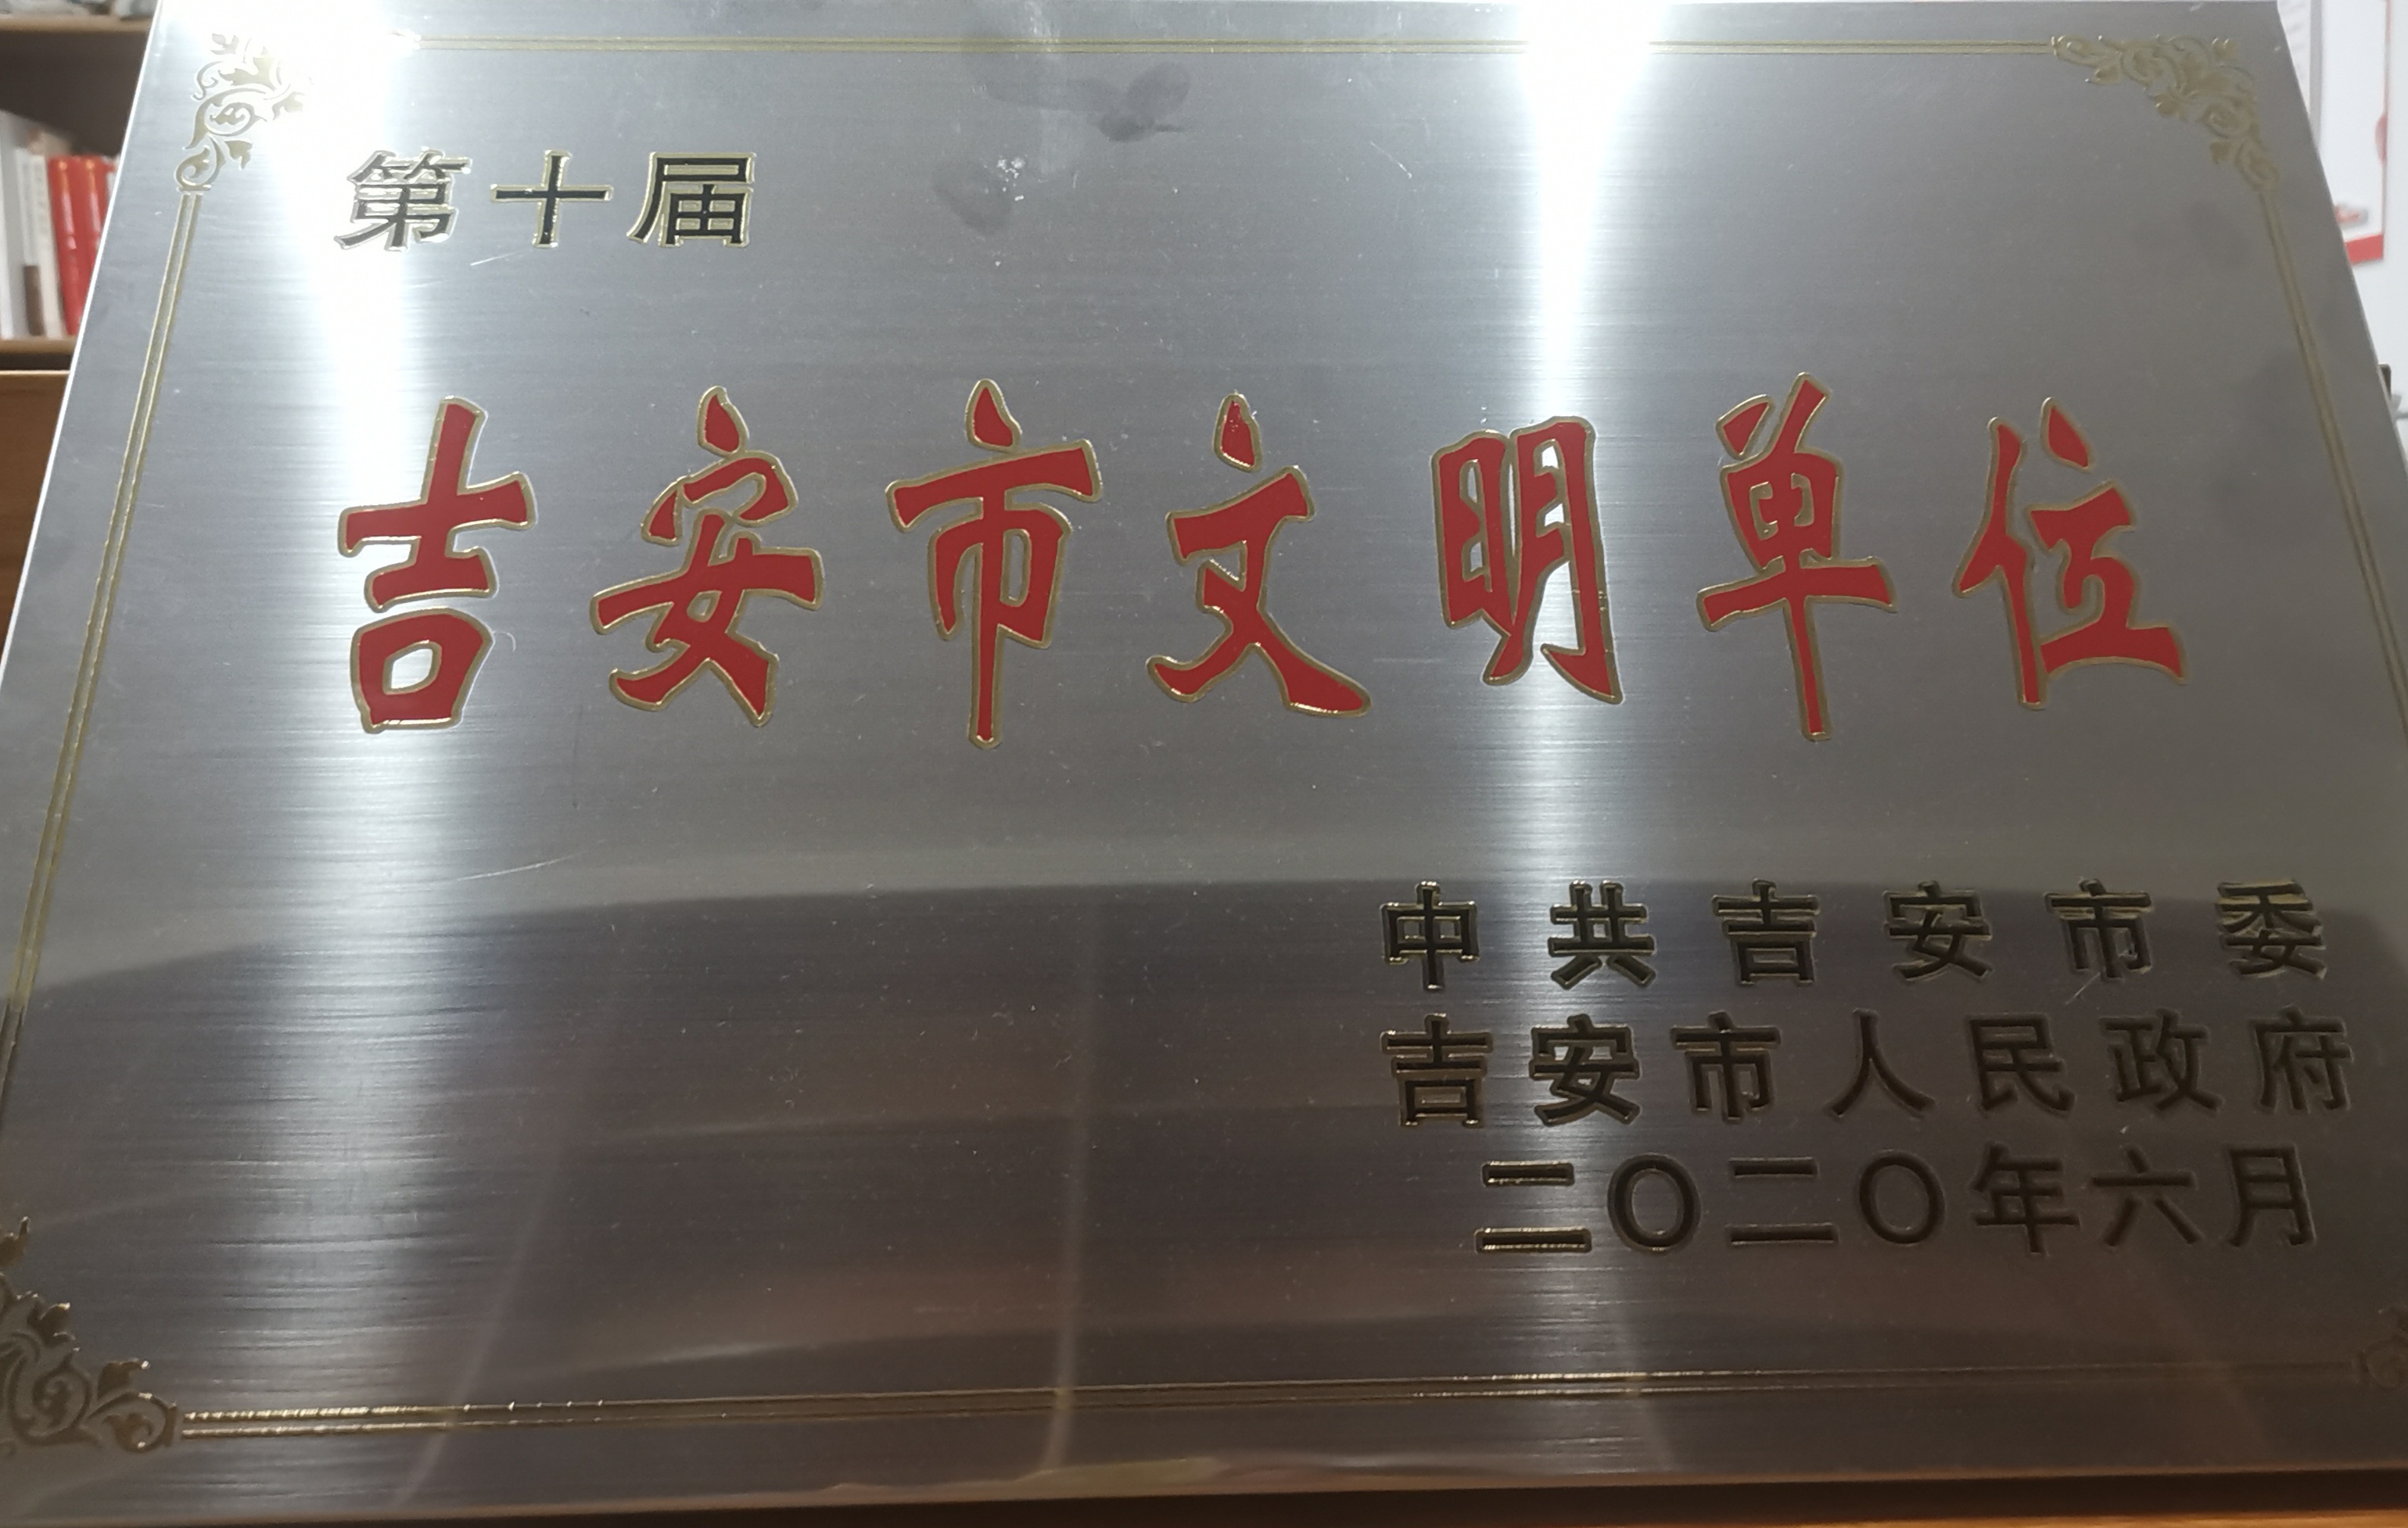 第十届
吉安市文明单位
中共吉安市委
吉安市人民政府
二〇二〇年六月